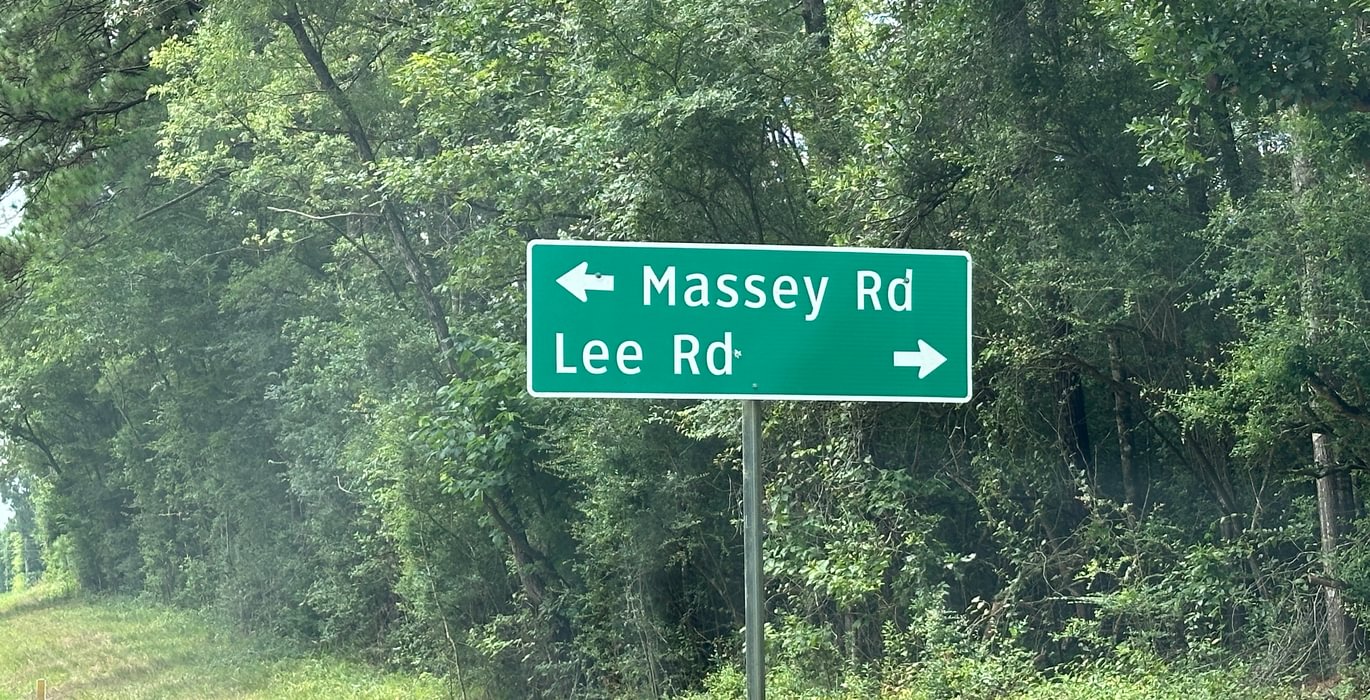 ← Massey Rd
Lee Rd →